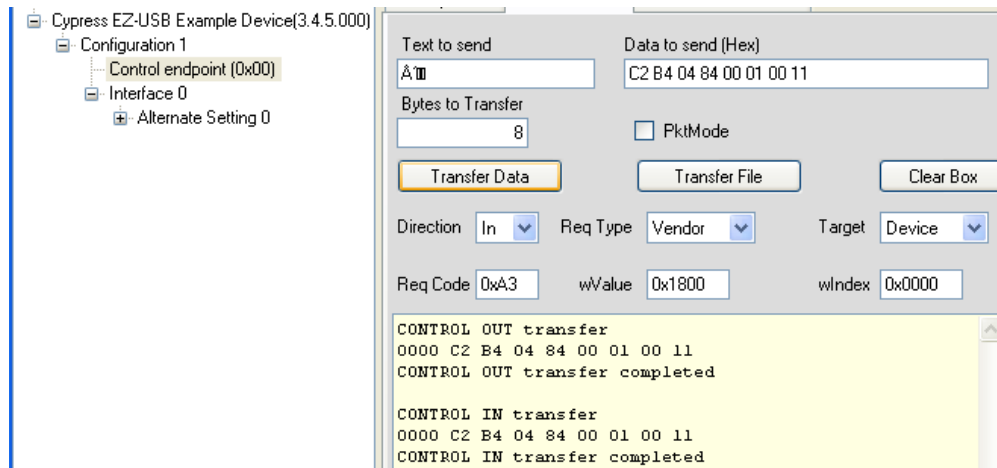 Cypress EZ-USB Example Device(3.4.5.000)
Configuration 1
Control endpoint (0x00)
Interface 0
Alternate Setting 0
Text to send
Data to send (Hex)
C2 B4 04 84 00 01 00 11
Bytes to Transfer
8
PktMode
Transfer Data
Transfer File
Clear Box
Direction In Req Type Vendor Target Device
Req Code 0xA3 wValue 0x1800 wIndex 0x0000
CONTROL OUT transfer
0000 C2 B4 04 84 00 01 00 11
CONTROL OUT transfer completed
CONTROL IN transfer
0000 C2 B4 04 84 00 01 00 11
CONTROL IN transfer completed